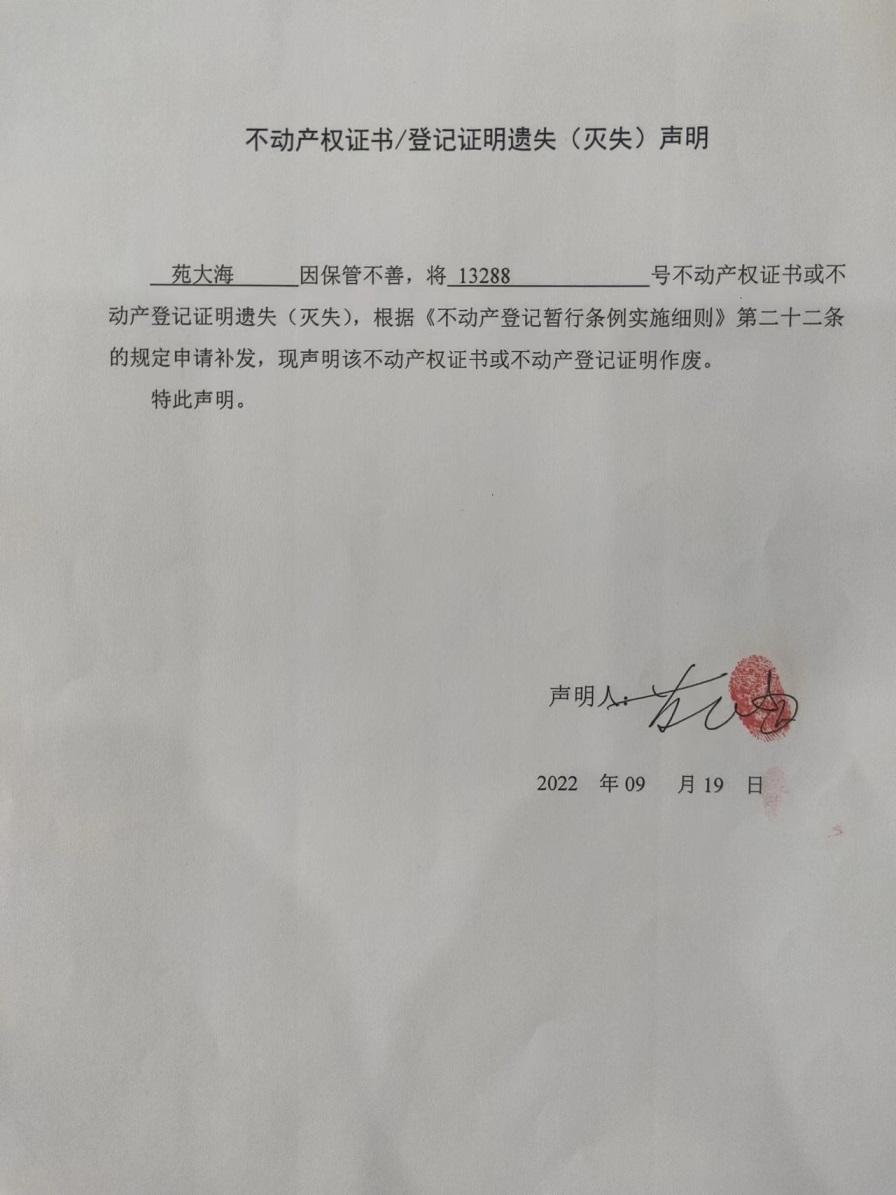 不动产权证书/登记证明遗失（灭失）声明
苑大海 因保管不善，将 13288 号不动产权证书或不
动产登记证明遗失（灭失），根据《不动产登记暂行条例实施细则》第二十二条
的规定申请补发，现声明该不动产权证书或不动产登记证明作废。
特此声明。
声明人：
2022 年 09 月 19 日